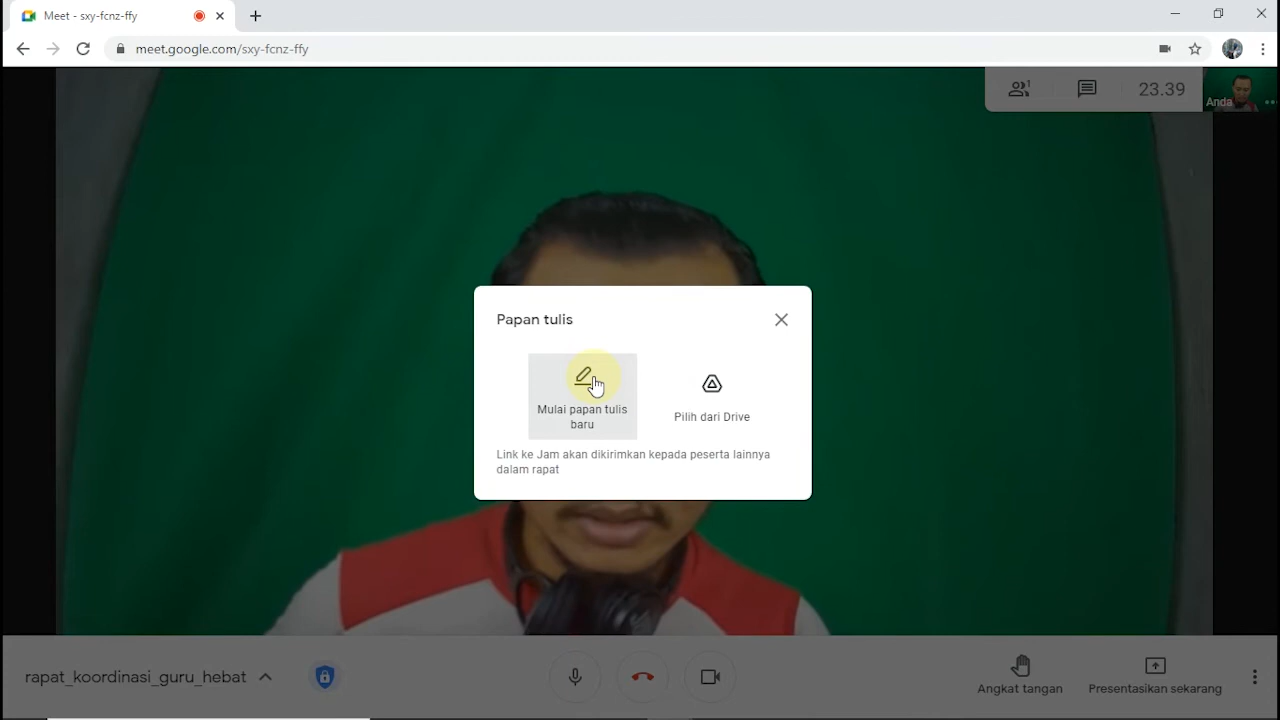 Meet - sxy-fcnz-ffy
meet.google.com/sxy-fcnz-ffy
1
23.39
Anda
Papan tulis
Mulai papan tulis
baru
Pilih dari Drive
Link ke Jam akan dikirimkan kepada peserta lainnya
dalam rapat
rapat_koordinasi_guru_hebat
Angkat tangan
Presentasikan sekarang